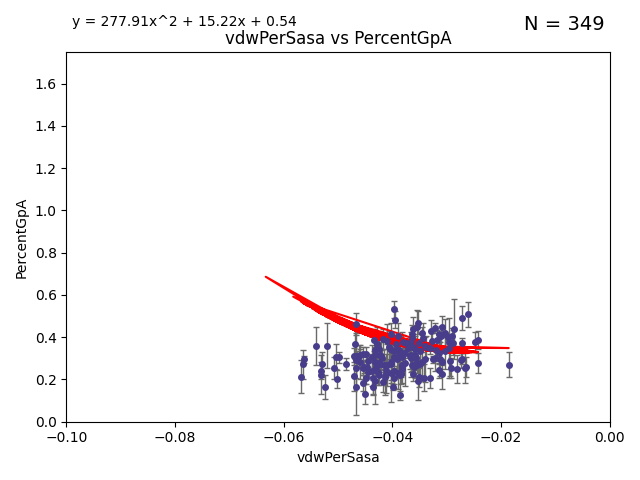 y = 277.91x^2 + 15.22x + 0.54
N = 349
vdwPerSasa vs PercentGpA
PercentGpA
1.6
1.4
1.2
1.0
0.8
0.6
0.4
0.2
0.0
−0.10 −0.08 −0.06 −0.04 −0.02 0.00
vdwPerSasa